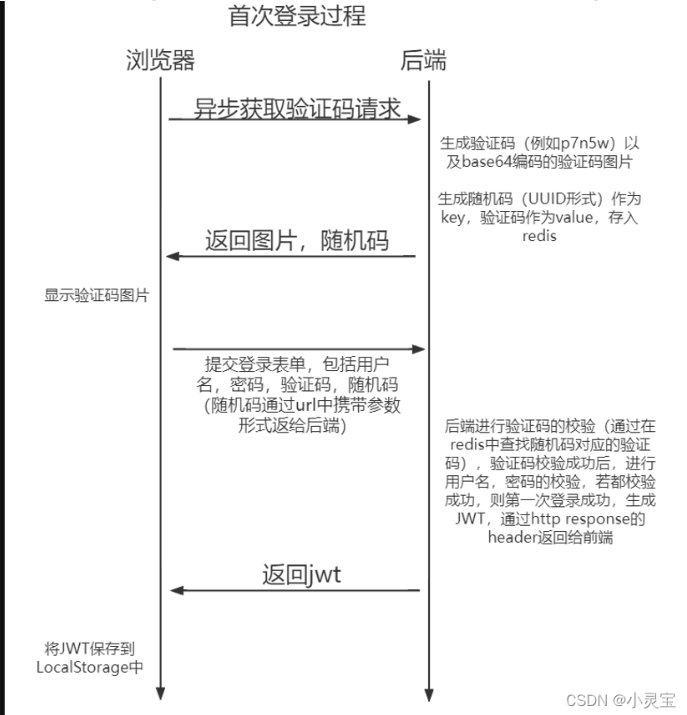 首次登录过程
浏览器
后端
异步获取验证码请求
生成验证码（例如p7n5w）以
及base64编码的验证码图片
生成随机码（UUID形式）作为
key，验证码作为value，存入
redis
返回图片，随机码
显示验证码图片
提交登录表单，包括用户
名，密码，验证码，随机码
（随机码通过url中携带参数
形式返给后端）
后端进行验证码的校验（通过在
redis中查找随机码对应的验证
码），验证码校验成功后，进行
用户名，密码的校验，若都校验
成功，则第一次登录成功，生成
JWT，通过http response的
header返回给前端
返回jwt
将JWT保存到
LocalStorage中
CSDN @小灵宝